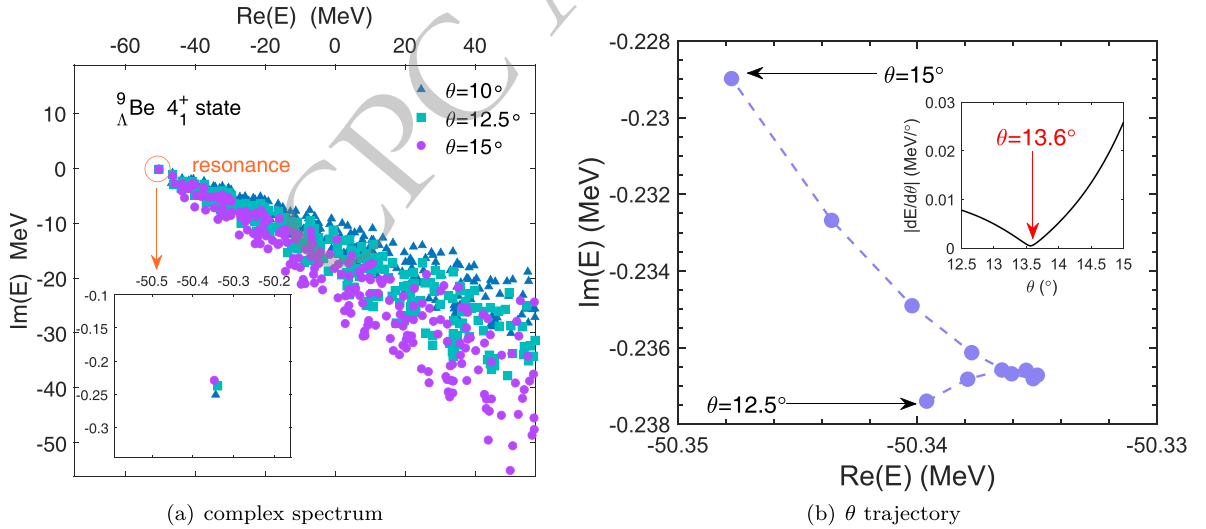 Re(E) (MeV)
-60 -40 -20 0 20 40
Im(E) MeV
10
0
-10
-20
-30
-40
-50
⁹ΛBe 4₁⁺ state
θ=10°
θ=12.5°
θ=15°
resonance
-50.5 -50.4 -50.3 -50.2
-0.1
-0.15
-0.2
-0.25
-0.3
CPC
(a) complex spectrum
Im(E) (MeV)
-0.228
-0.23
-0.232
-0.234
-0.236
-0.238
θ=15°
θ=12.5°
|dE/dθ| (MeV/°)
0.03
0.02
0.01
0
θ=13.6°
12.5 13 13.5 14 14.5 15
θ (°)
-50.35 -50.34 -50.33
Re(E) (MeV)
(b) θ trajectory